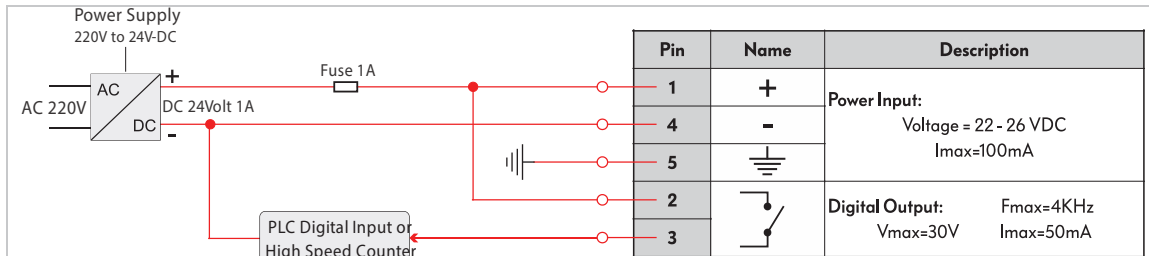 Power Supply
220V to 24V-DC
AC 220V
AC
DC
+
-
DC 24Volt 1A
Fuse 1A
PLC Digital Input or
High Speed Counter
Pin Name Description
1 +
4 -
5
2
3
Power Input:
Voltage = 22 - 26 VDC
Imax=100mA
Digital Output: Fmax=4KHz
Vmax=30V Imax=50mA